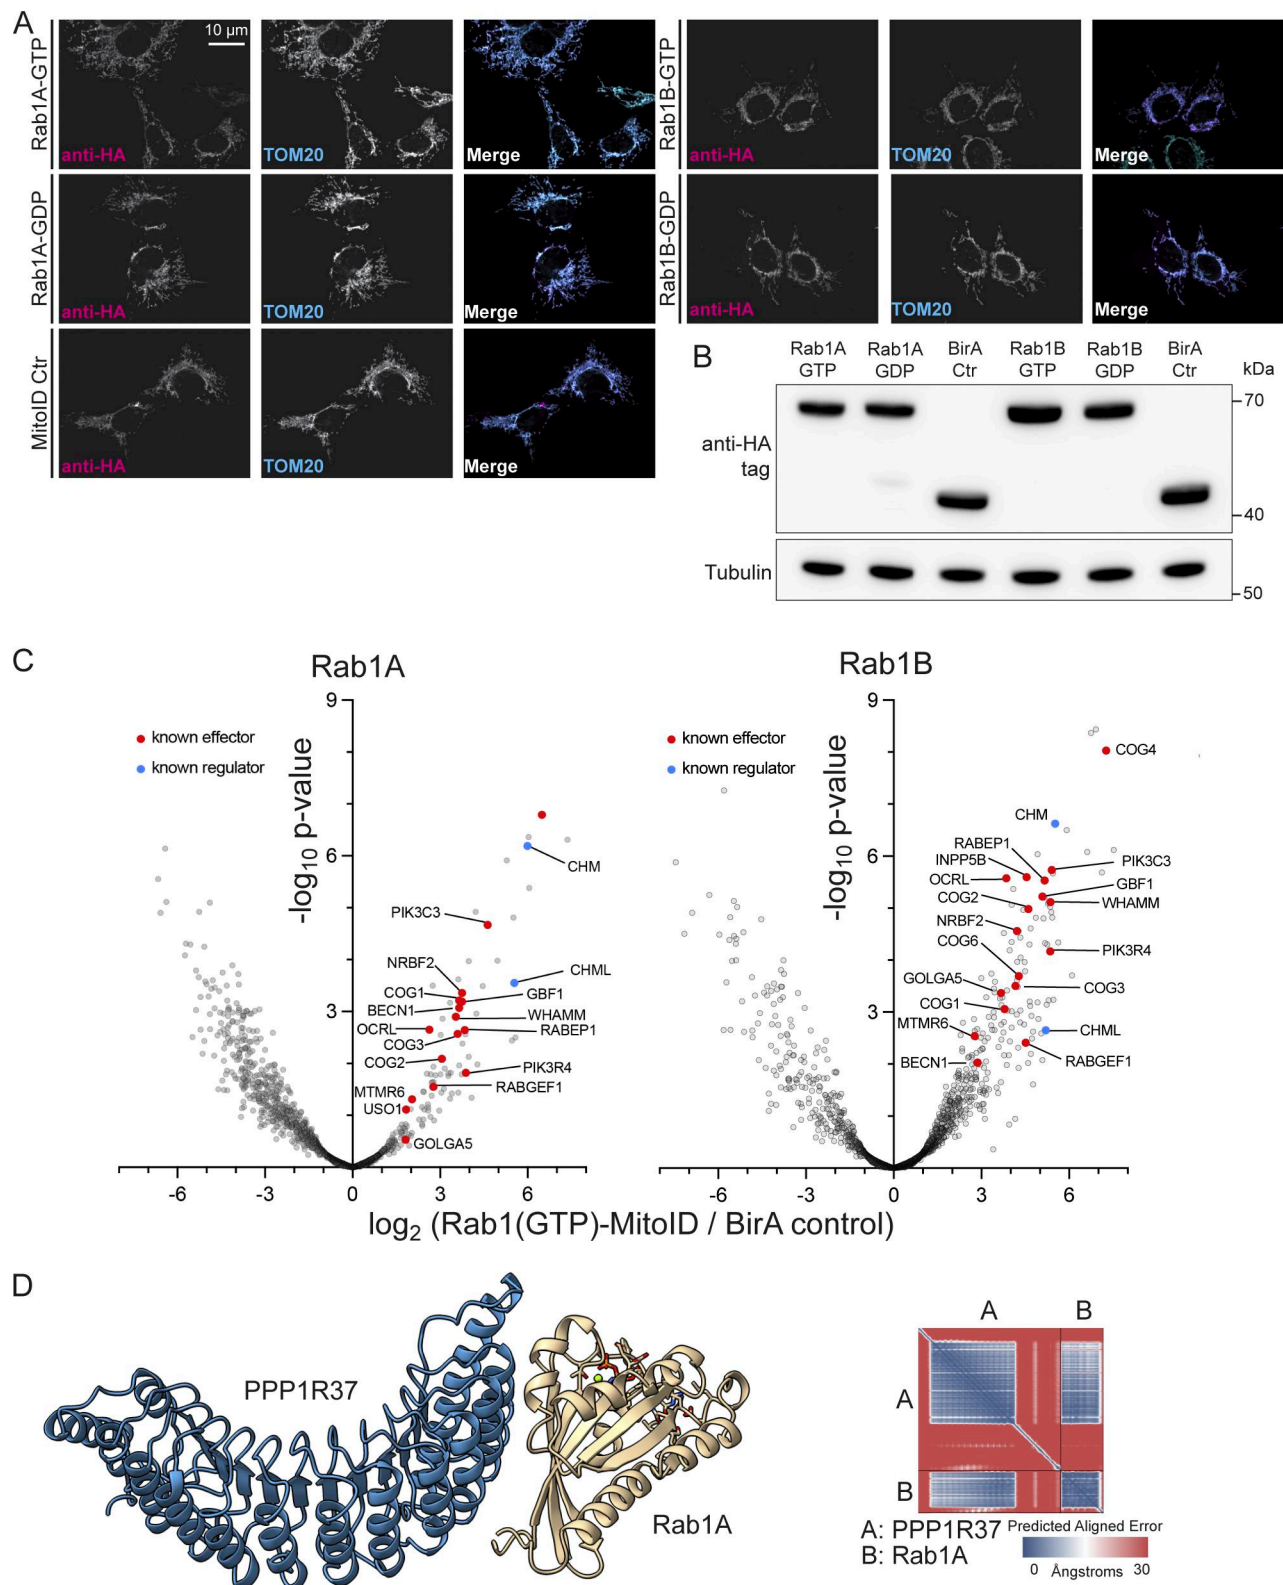 A
Rab1A-GTP
10 µm
anti-HA
TOM20
Merge
Rab1B-GTP
anti-HA
TOM20
Merge
Rab1A-GDP
anti-HA
TOM20
Merge
Rab1B-GDP
anti-HA
TOM20
Merge
MitoID Ctr
anti-HA
TOM20
Merge
B
Rab1A GTP
Rab1A GDP
BirA Ctr
Rab1B GTP
Rab1B GDP
BirA Ctr
kDa
anti-HA tag
70
40
Tubulin
50
C
Rab1A
known effector
known regulator
-log10 p-value
9
6
3
CHM
PIK3C3
NRBF2
CHML
COG1
GBF1
BECN1
WHAMM
OCRL
RABEP1
COG3
COG2
PIK3R4
RABGEF1
MTMR6
USO1
GOLGA5
-6
-3
0
3
6
Rab1B
known effector
known regulator
-log10 p-value
9
6
3
COG4
CHM
RABEP1
PIK3C3
INPP5B
OCRL
GBF1
COG2
WHAMM
NRBF2
COG6
PIK3R4
GOLGA5
COG3
COG1
MTMR6
CHML
BECN1
RABGEF1
-6
-3
0
3
6
log2 (Rab1(GTP)-MitoID / BirA control)
D
PPP1R37
Rab1A
A
B
A
B
A: PPP1R37
B: Rab1A
Predicted Aligned Error
0 Ångstroms 30